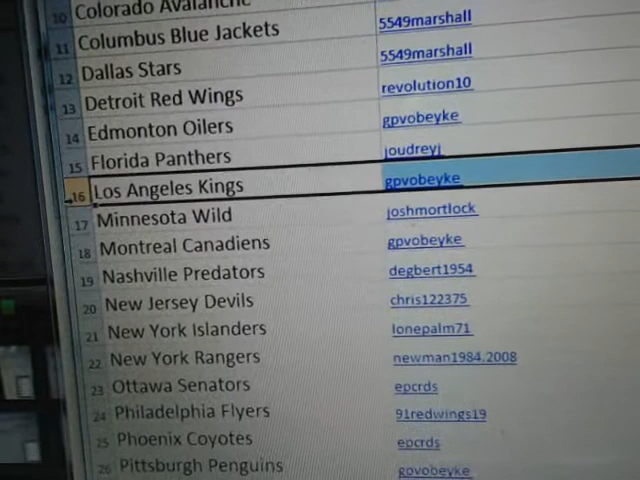 10 Colorado Avalanche
11 Columbus Blue Jackets 5549marshall
12 Dallas Stars 5549marshall
13 Detroit Red Wings revolution10
14 Edmonton Oilers gpvobeyke
15 Florida Panthers joudreyj
16 Los Angeles Kings gpvobeyke
17 Minnesota Wild joshmortlock
18 Montreal Canadiens gpvobeyke
19 Nashville Predators degbert1954
20 New Jersey Devils chris122375
21 New York Islanders lonepalm71
22 New York Rangers newman1984.2008
23 Ottawa Senators epcrds
24 Philadelphia Flyers 91redwings19
25 Phoenix Coyotes epcrds
26 Pittsburgh Penguins gpvobeyke